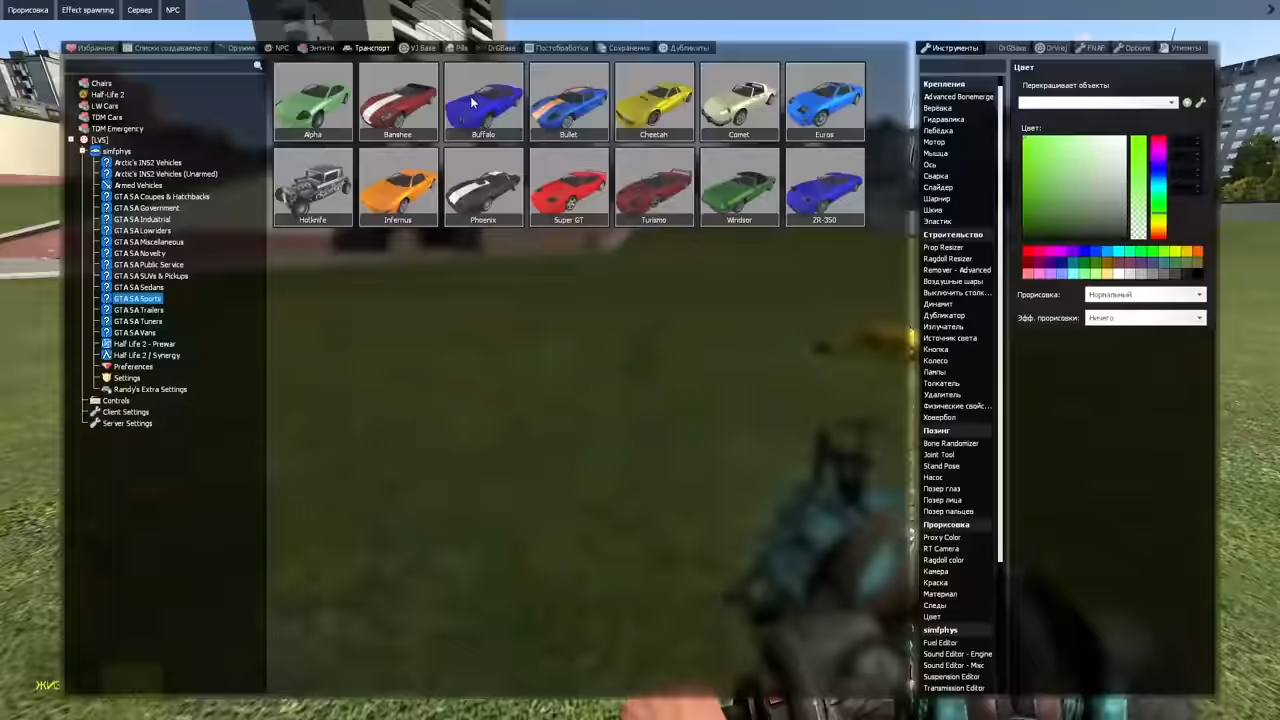 Прорисовка Effect spawning Сервер NPC
Избранное Списки создаваемого Оружие NPC Энтити Транспорт VJ Base Pills DrGBase Постобработка Сохранения Дубликаты
Инструменты DrGBase FNAF Options Утилиты
Chairs
Half-Life 2
LW Cars
TDM Cars
TDM Emergency
[LVS]
simfphys
Arctic's INS2 Vehicles
Arctic's INS2 Vehicles (Unarmed)
Armed Vehicles
GTA SA Coupes & Hatchbacks
GTA SA Government
GTA SA Industrial
GTA SA Lowriders
GTA SA Miscellaneous
GTA SA Novelty
GTA SA Public Service
GTA SA SUVs & Pickups
GTA SA Sedans
GTA SA Sports
GTA SA Trailers
GTA SA Tuners
GTA SA Vans
Half Life 2 - Prewar
Half Life 2 / Synergy
Preferences
Settings
Randy's Extra Settings
Controls
Client Settings
Server Settings
Alpha Banshee Buffalo Bullet Cheetah Comet Euros
Hotknife Infernus Phoenix Super GT Turismo Windsor ZR-350
Крепления
Advanced Bonemerge
Верёвка
Гидравлика
Лебёдка
Мотор
Мышца
Ось
Сварка
Слайдер
Шарнир
Шкив
Эластик
Строительство
Prop Resizer
Ragdoll Resizer
Remover - Advanced
Воздушные шары
Выключить столк...
Динамит
Дубликатор
Излучатель
Источник света
Кнопка
Колесо
Лампы
Толкатель
Удалитель
Физические свойс...
Ховербол
Позинг
Bone Randomizer
Joint Tool
Stand Pose
Насос
Позер глаз
Позер лица
Позер пальцев
Прорисовка
Proxy Color
RT Camera
Ragdoll color
Камера
Краска
Материал
Следы
Цвет
simfphys
Fuel Editor
Sound Editor - Engine
Sound Editor - Misc
Suspension Editor
Transmission Editor
Цвет
Перекрашивает объекты
Цвет:
Прорисовка: Нормальный
Эфф. прорисовки: Ничего